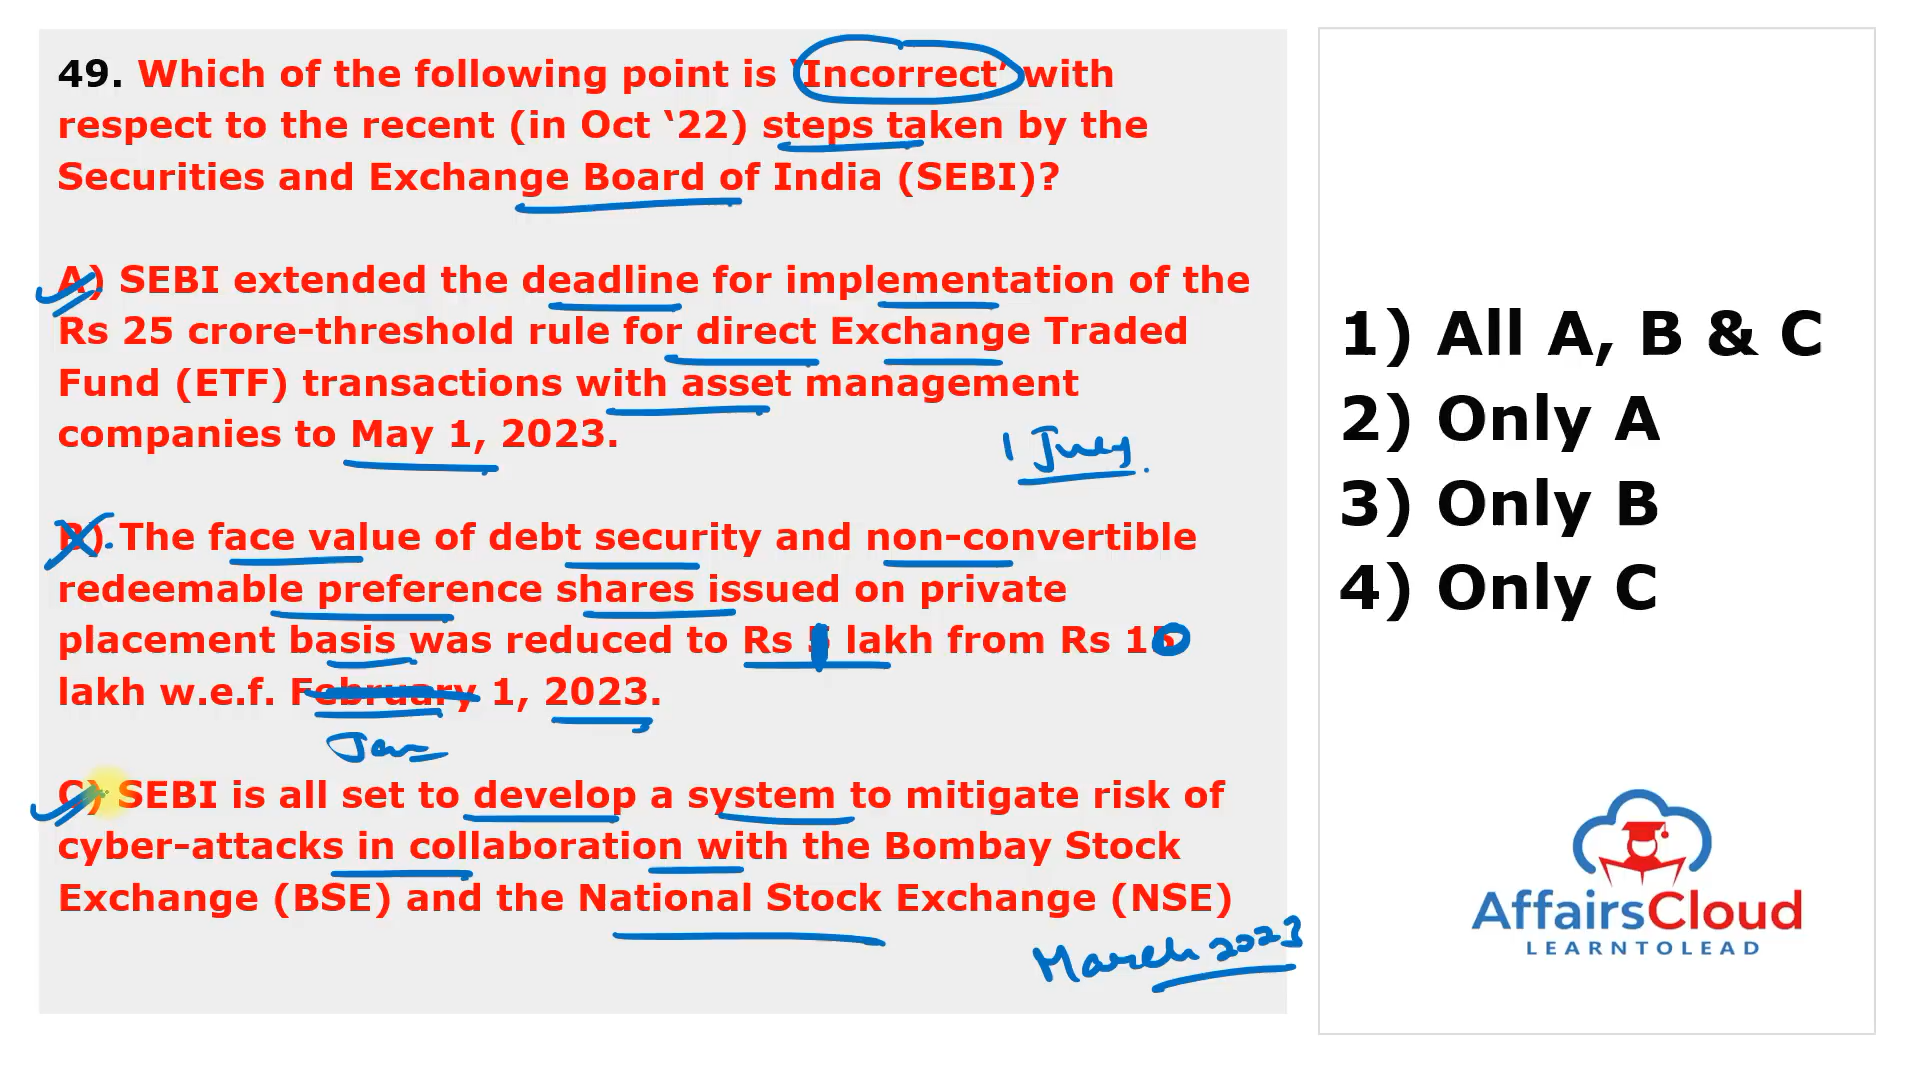 49. Which of the following point is 'Incorrect' with
respect to the recent (in Oct '22) steps taken by the
Securities and Exchange Board of India (SEBI)?
A) SEBI extended the deadline for implementation of the
Rs 25 crore-threshold rule for direct Exchange Traded
Fund (ETF) transactions with asset management
companies to May 1, 2023.
1 July.
B). The face value of debt security and non-convertible
redeemable preference shares issued on private
placement basis was reduced to Rs 1 lakh from Rs 10
lakh w.e.f. February 1, 2023.
Jan
C) SEBI is all set to develop a system to mitigate risk of
cyber-attacks in collaboration with the Bombay Stock
Exchange (BSE) and the National Stock Exchange (NSE)
March 2023
1) All A, B & C
2) Only A
3) Only B
4) Only C
AffairsCloud
LEARNTOLEAD